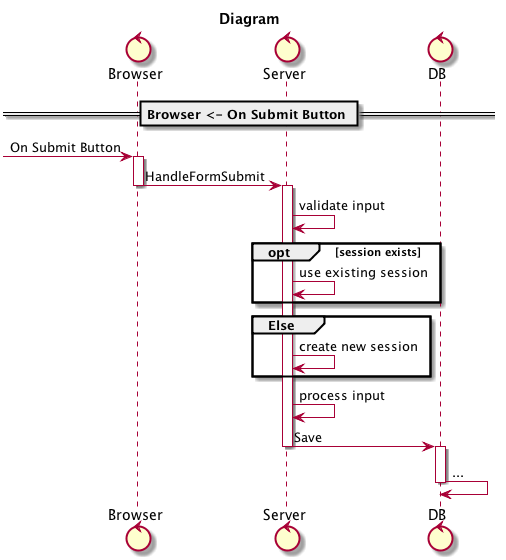 Diagram
Browser Server DB
Browser <- On Submit Button
On Submit Button
HandleFormSubmit
validate input
opt [session exists]
use existing session
Else
create new session
process input
Save
...
Browser Server DB